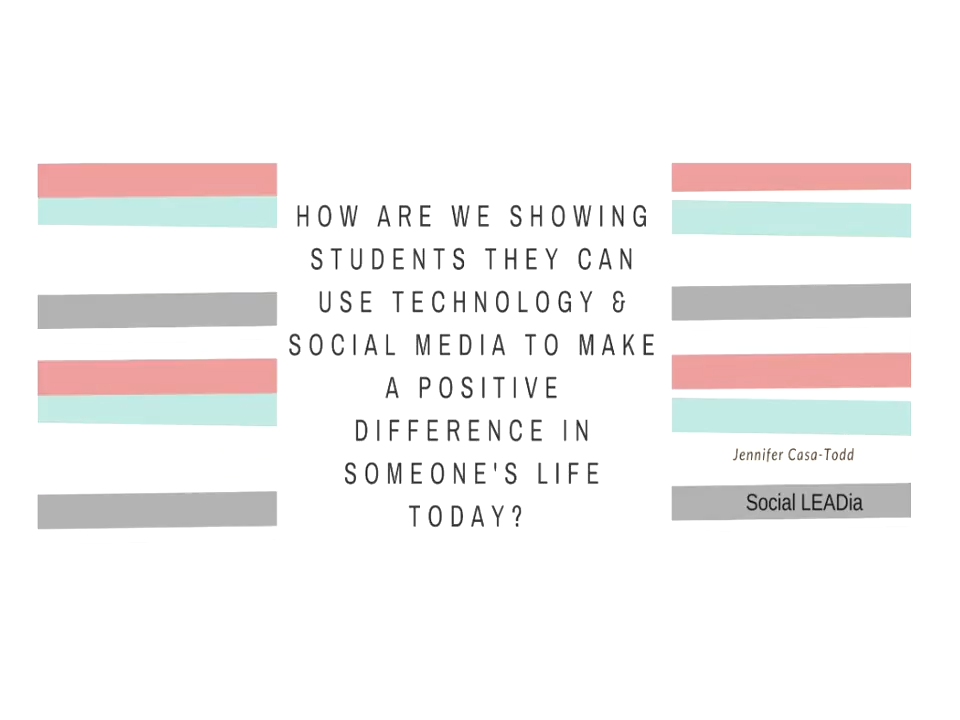 HOW ARE WE SHOWING
STUDENTS THEY CAN
USE TECHNOLOGY &
SOCIAL MEDIA TO MAKE
A POSITIVE
DIFFERENCE IN
SOMEONE'S LIFE
TODAY?
Jennifer Casa-Todd
Social LEADia